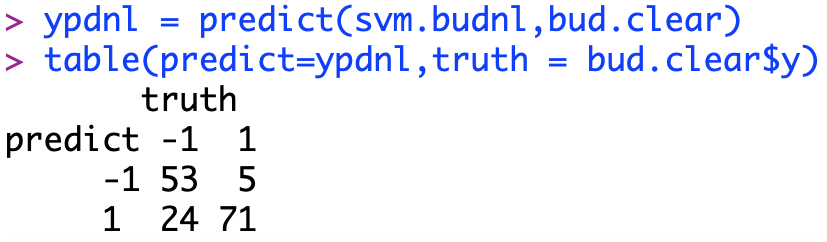 > ypdnl = predict(svm.budnl,bud.clear)
> table(predict=ypdnl,truth = bud.clear$y)
       truth
predict -1  1
     -1 53  5
     1  24 71